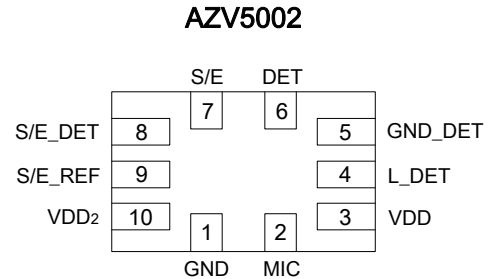 AZV5002
S/E DET
7 6
S/E_DET 8 5 GND_DET
S/E_REF 9 4 L_DET
VDD2 10 3 VDD
1 2
GND MIC